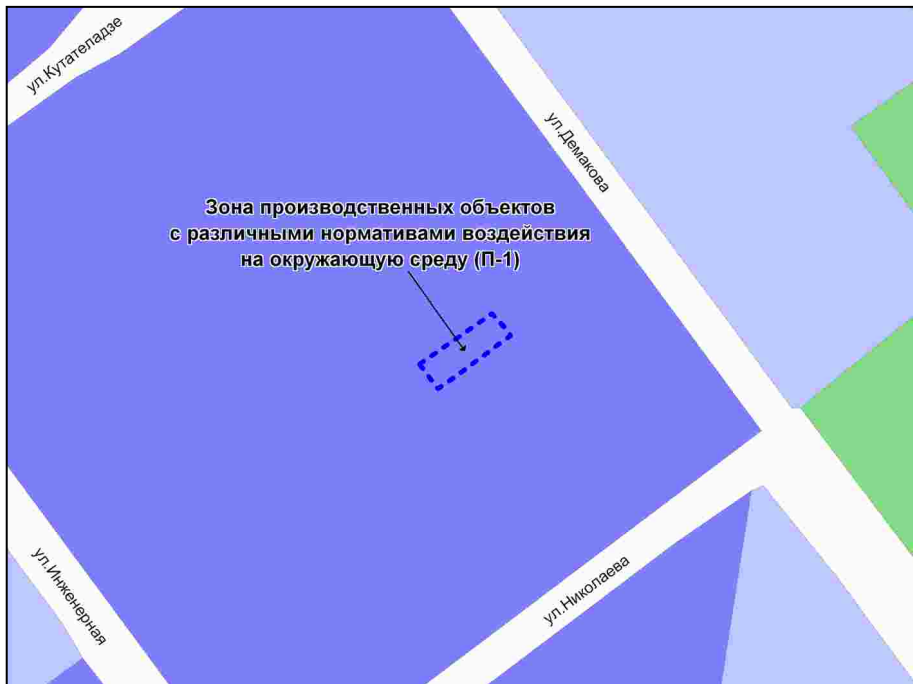 ул.Кутателадзе
ул.Демакова
Зона производственных объектов
с различными нормативами воздействия
на окружающую среду (П-1)
ул.Инженерная
ул.Николаева